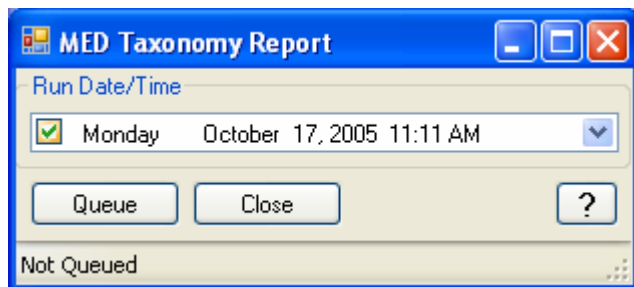 MED Taxonomy Report
Run Date/Time
Monday October 17, 2005 11:11 AM
Queue Close ?
Not Queued